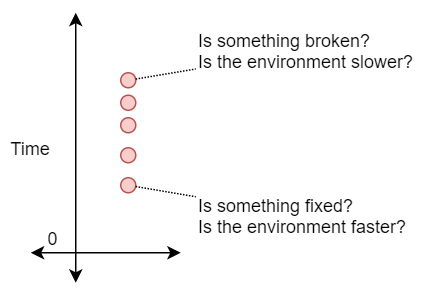 Is something broken?
Is the environment slower?
Time
Is something fixed?
Is the environment faster?
0